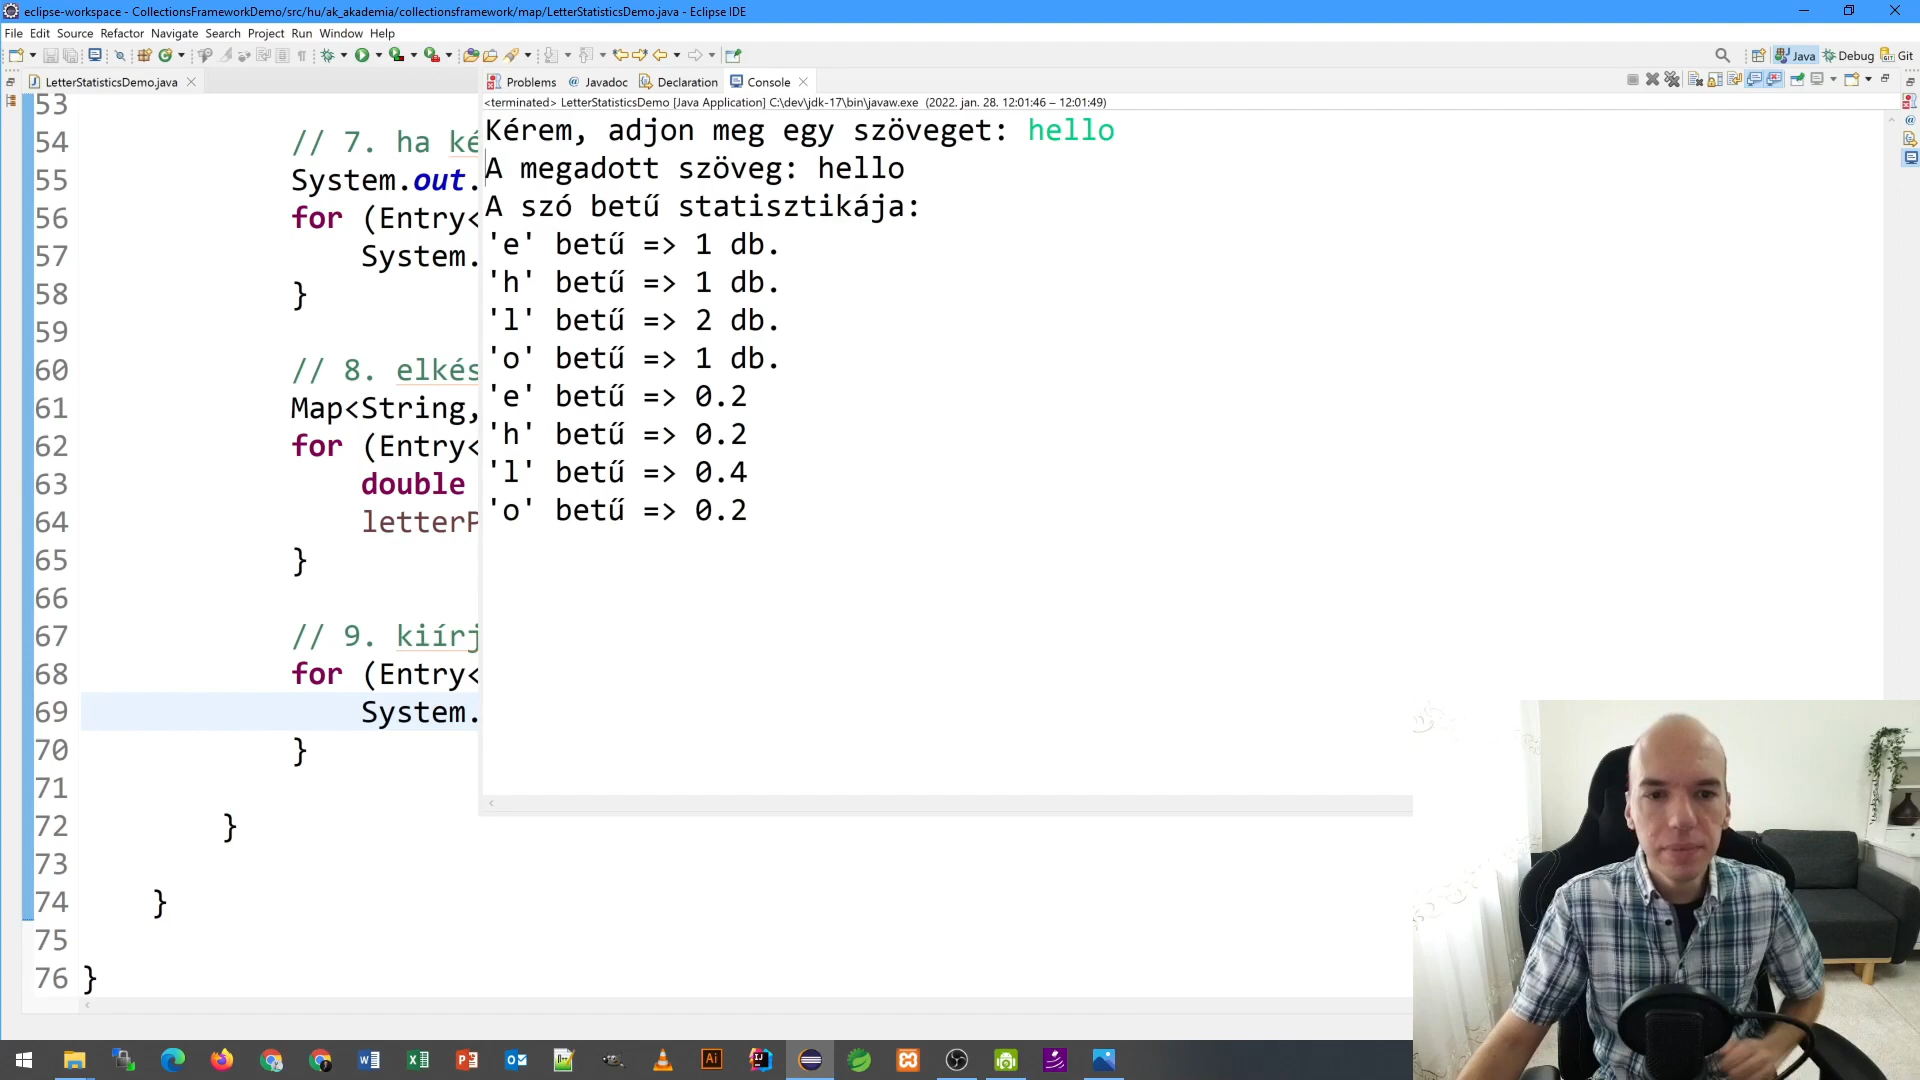 eclipse-workspace - CollectionsFrameworkDemo/src/hu/ak_akademia/collectionsframework/map/LetterStatisticsDemo.java - Eclipse IDE
File Edit Source Refactor Navigate Search Project Run Window Help
Java Debug Git
LetterStatisticsDemo.java
Problems Javadoc Declaration Console
<terminated> LetterStatisticsDemo [Java Application] C:\dev\jdk-17\bin\javaw.exe (2022. jan. 28. 12:01:46 – 12:01:49)
Kérem, adjon meg egy szöveget: hello
A megadott szöveg: hello
A szó betű statisztikája:
'e' betű => 1 db.
'h' betű => 1 db.
'l' betű => 2 db.
'o' betű => 1 db.
'e' betű => 0.2
'h' betű => 0.2
'l' betű => 0.4
'o' betű => 0.2
53
54 // 7. ha ké
55 System.out.
56 for (Entry<
57 System.
58 }
59
60 // 8. elkés
61 Map<String,
62 for (Entry<
63 double
64 letterP
65 }
66
67 // 9. kiírj
68 for (Entry<
69 System.
70 }
71
72 }
73
74 }
75
76 }